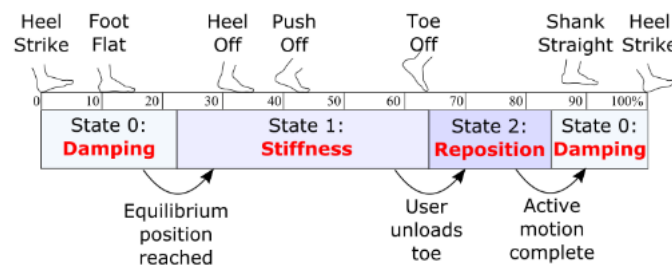 Heel Foot Heel Push Toe Shank Heel
Strike Flat Off Off Off Straight Strike
0 10 20 30 40 50 60 70 80 90 100%
State 0: State 1: State 2: State 0:
Damping Stiffness Reposition Damping
Equilibrium User Active
position unloads motion
reached toe complete